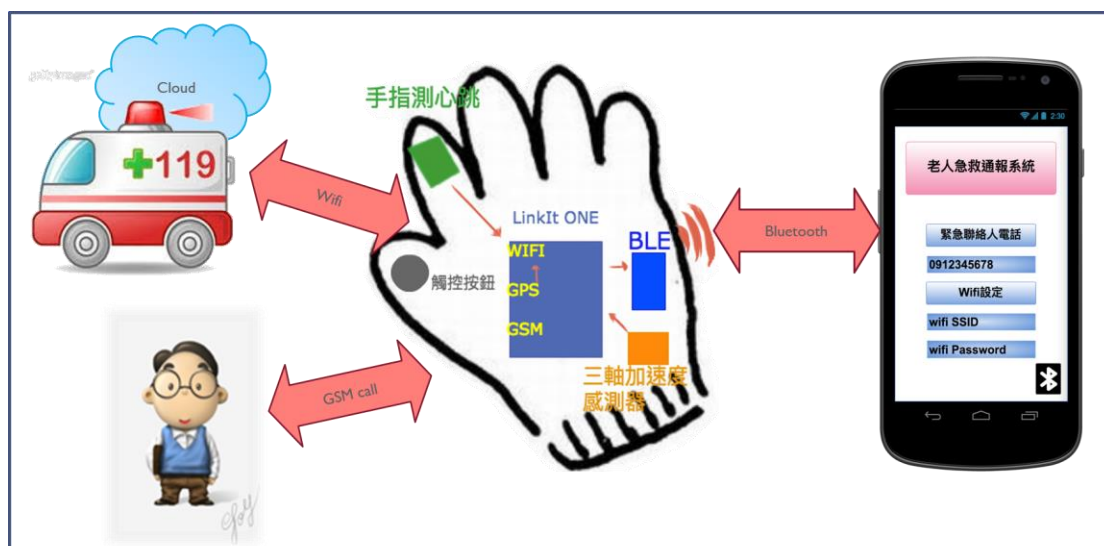 gettyimages®
Cloud
119
Wifi
GSM call
手指測心跳
LinkIt ONE
WIFI
GPS
GSM
BLE
觸控按鈕
三軸加速度
感測器
Bluetooth
2:30
老人急救通報系統
緊急聯絡人電話
0912345678
Wifi設定
wifi SSID
wifi Password